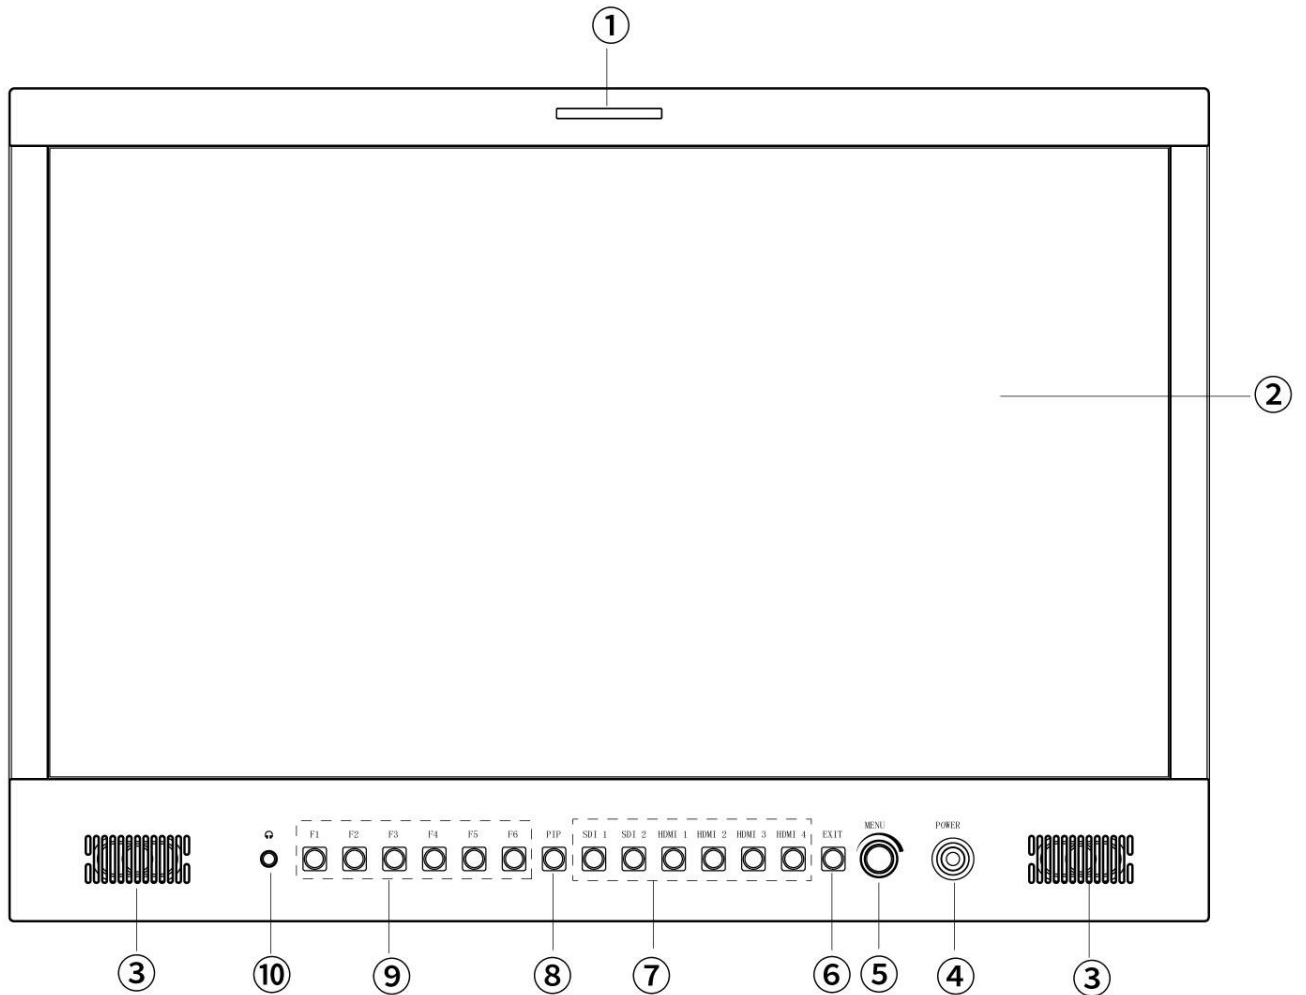 ①
②
MENU POWER
F1 F2 F3 F4 F5 F6 PIP SDI 1 SDI 2 HDMI 1 HDMI 2 HDMI 3 HDMI 4 EXIT
③ ⑩ ⑨ ⑧ ⑦ ⑥ ⑤ ④ ③